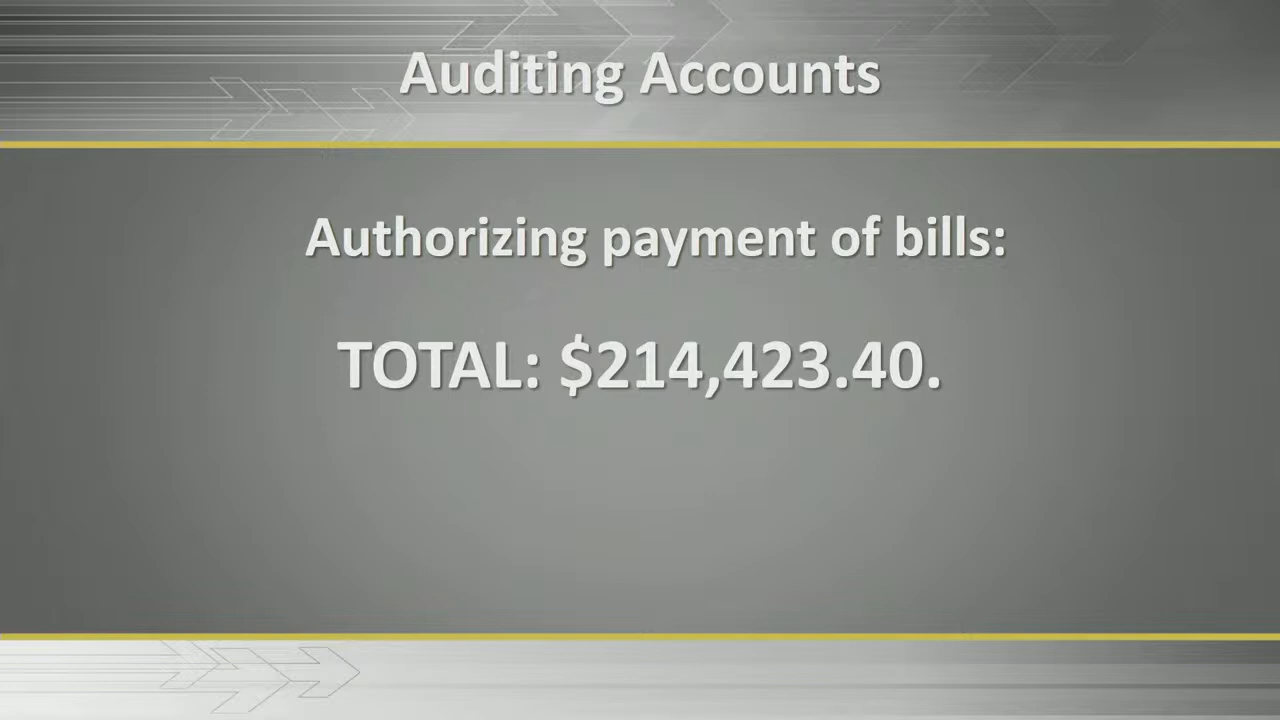 Auditing Accounts
Authorizing payment of bills:
TOTAL: $214,423.40.